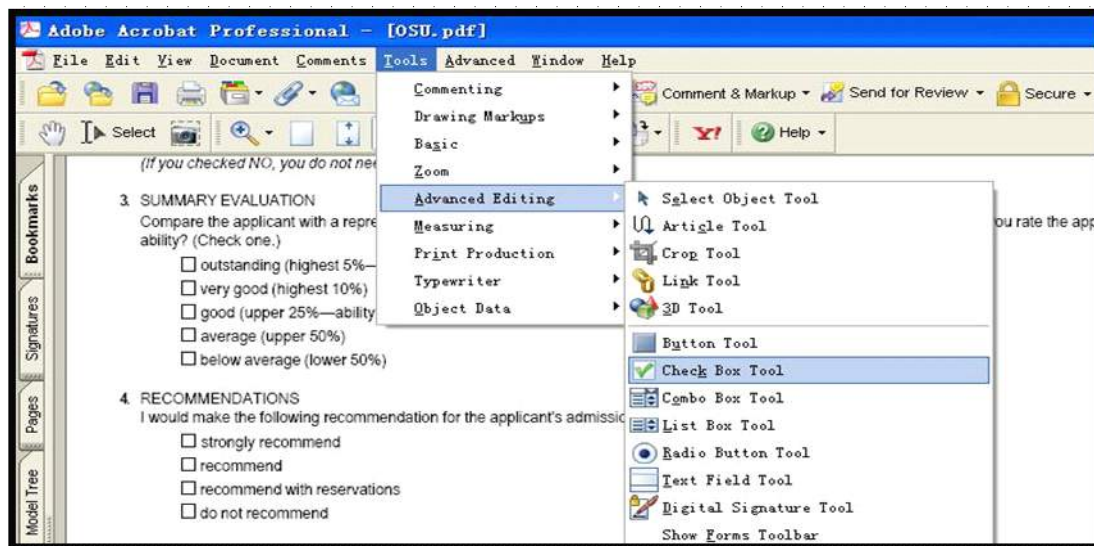 Adobe Acrobat Professional - [OSU.pdf]
File Edit View Document Comments Tools Advanced Window Help
Comment & Markup Send for Review Secure
Select Help
Commenting
Drawing Markups
Basic
Zoom
Advanced Editing
Measuring
Print Production
Typewriter
Object Data
Select Object Tool
Article Tool
Crop Tool
Link Tool
3D Tool
Button Tool
Check Box Tool
Combo Box Tool
List Box Tool
Radio Button Tool
Text Field Tool
Digital Signature Tool
Show Forms Toolbar
Bookmarks
Signatures
Pages
Model Tree
(If you checked NO, you do not
3. SUMMARY EVALUATION
Compare the applicant with a you rate the
ability? (Check one.)
outstanding (highest 5%—
very good (highest 10%)
good (upper 25%—ability
average (upper 50%)
below average (lower 50%)
4. RECOMMENDATIONS
I would make the following recommendation for the applicant's
strongly recommend
recommend
recommend with reservations
do not recommend